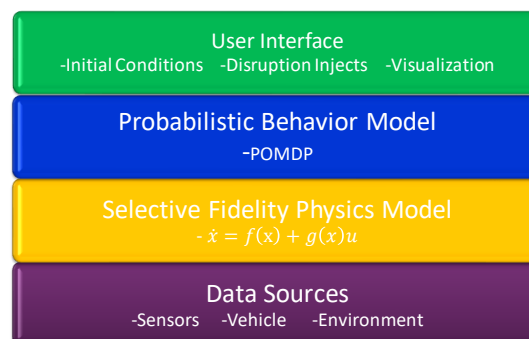 User Interface
-Initial Conditions -Disruption Injects -Visualization
Probabilistic Behavior Model
-POMDP
Selective Fidelity Physics Model
- ẋ = f(x) + g(x)u
Data Sources
-Sensors -Vehicle -Environment